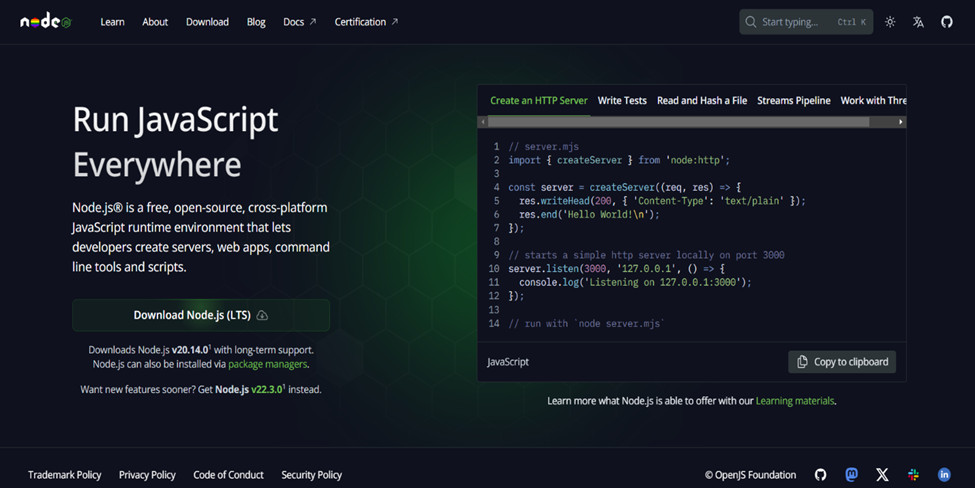 node JS
Learn About Download Blog Docs Certification
Start typing... Ctrl K
Run JavaScript
Everywhere
Node.js® is a free, open-source, cross-platform
JavaScript runtime environment that lets
developers create servers, web apps, command
line tools and scripts.
Download Node.js (LTS)
Downloads Node.js v20.14.0¹ with long-term support.
Node.js can also be installed via package managers.
Want new features sooner? Get Node.js v22.3.0¹ instead.
Create an HTTP Server Write Tests Read and Hash a File Streams Pipeline Work with Thre
1 // server.mjs
2 import { createServer } from 'node:http';
3
4 const server = createServer((req, res) => {
5 res.writeHead(200, { 'Content-Type': 'text/plain' });
6 res.end('Hello World!\n');
7 });
8
9 // starts a simple http server locally on port 3000
10 server.listen(3000, '127.0.0.1', () => {
11 console.log('Listening on 127.0.0.1:3000');
12 });
13
14 // run with `node server.mjs`
JavaScript
Copy to clipboard
Learn more what Node.js is able to offer with our Learning materials.
Trademark Policy Privacy Policy Code of Conduct Security Policy
© OpenJS Foundation